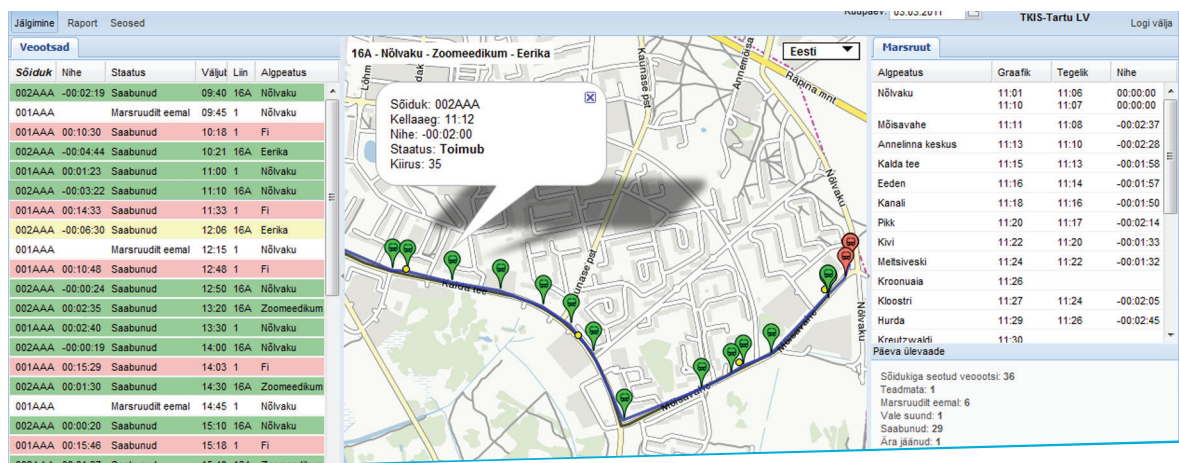 Kuupäev: 03.03.2011
TKIS-Tartu LV
Jälgimine Raport Seosed
Logi välja
Veootsad
Sõiduk Nihe Staatus Väljut Liin Algpeatus
002AAA -00:02:19 Saabunud 09:40 16A Nõlvaku
001AAA Marsruudilt eemal 09:45 1 Nõlvaku
001AAA 00:10:30 Saabunud 10:18 1 Fi
002AAA -00:04:44 Saabunud 10:21 16A Eerika
001AAA 00:01:23 Saabunud 11:00 1 Nõlvaku
002AAA -00:03:22 Saabunud 11:10 16A Nõlvaku
001AAA 00:14:33 Saabunud 11:33 1 Fi
002AAA -00:06:30 Saabunud 12:06 16A Eerika
001AAA Marsruudilt eemal 12:15 1 Nõlvaku
001AAA 00:10:48 Saabunud 12:48 1 Fi
002AAA -00:00:24 Saabunud 12:50 16A Nõlvaku
002AAA 00:02:35 Saabunud 13:20 16A Zoomeedikum
001AAA 00:02:40 Saabunud 13:30 1 Nõlvaku
002AAA -00:00:19 Saabunud 14:00 16A Nõlvaku
001AAA 00:15:29 Saabunud 14:03 1 Fi
002AAA 00:01:30 Saabunud 14:30 16A Zoomeedikum
001AAA Marsruudilt eemal 14:45 1 Nõlvaku
002AAA 00:00:20 Saabunud 15:10 16A Nõlvaku
001AAA 00:15:46 Saabunud 15:18 1 Fi
16A - Nõlvaku - Zoomeedikum - Eerika
Eesti
Sõiduk: 002AAA
Kellaaeg: 11:12
Nihe: -00:02:00
Staatus: Toimub
Kiirus: 35
Kaunase pst
Annemõisa
Räpina mnt
Nõlvaku
Kalda tee
Mõisavahe
Mõisavahe
Nõlvaku
Marsruut
Algpeatus Graafik Tegelik Nihe
Nõlvaku 11:01 11:06 00:00:00
11:10 11:07 00:00:00
Mõisavahe 11:11 11:08 -00:02:37
Annelinna keskus 11:13 11:10 -00:02:28
Kalda tee 11:15 11:13 -00:01:58
Eeden 11:16 11:14 -00:01:57
Kanali 11:18 11:16 -00:01:50
Pikk 11:20 11:17 -00:02:14
Kivi 11:22 11:20 -00:01:33
Meltsiveski 11:24 11:22 -00:01:32
Kroonuaia 11:26
Kloostri 11:27 11:24 -00:02:05
Hurda 11:29 11:26 -00:02:45
Kreutzwaldi 11:30
Päeva ülevaade
Sõidukiga seotud veoootsi: 36
Teadmata: 1
Marsruudilt eemal: 6
Vale suund: 1
Saabunud: 29
Ära jäänud: 1